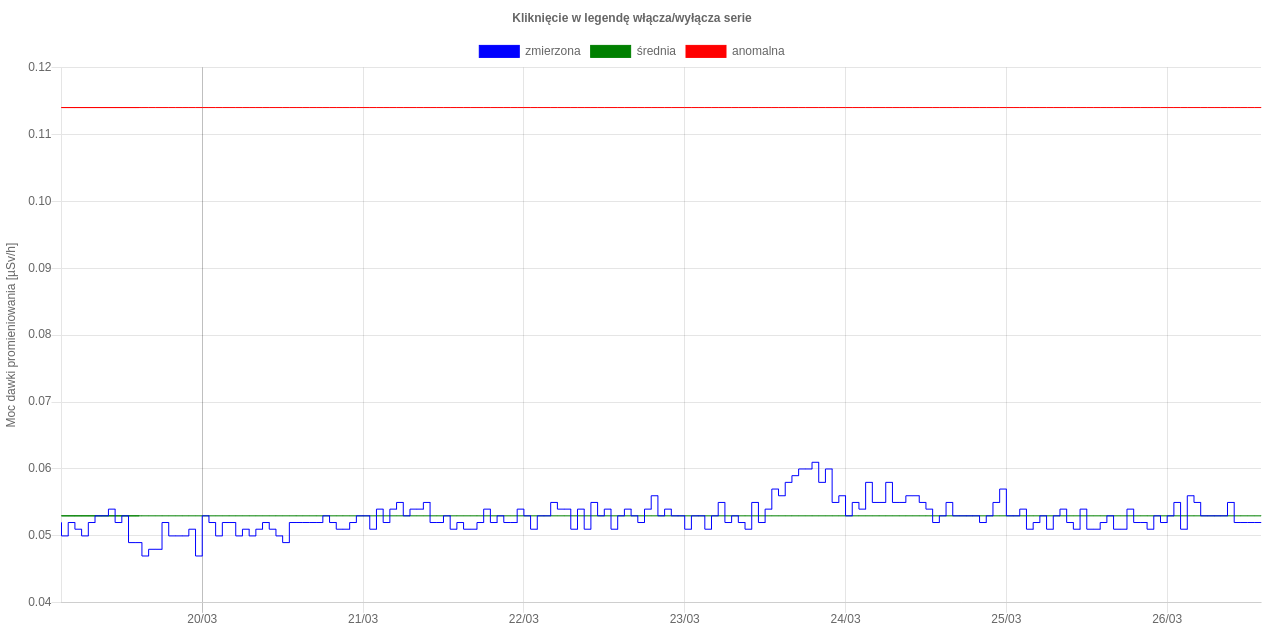 Kliknięcie w legendę włącza/wyłącza serie
zmierzona średnia anomalna
Moc dawki promieniowania [µSv/h]
0.12
0.11
0.10
0.09
0.08
0.07
0.06
0.05
0.04
20/03 21/03 22/03 23/03 24/03 25/03 26/03